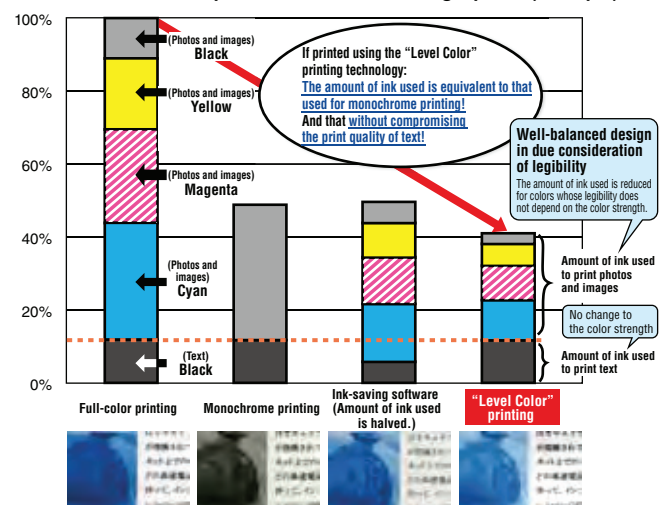 100%
80%
60%
40%
20%
0%
(Photos and images)
Black
(Photos and images)
Yellow
(Photos and images)
Magenta
(Photos and
images)
Cyan
(Text)
Black
If printed using the “Level Color”
printing technology:
The amount of ink used is equivalent to that
used for monochrome printing!
And that without compromising
the print quality of text!
Well-balanced design
in due consideration
of legibility
The amount of ink used is reduced
for colors whose legibility does
not depend on the color strength.
Amount of ink used
to print photos
and images
No change to
the color strength
Amount of ink used
to print text
Full-color printing
Monochrome printing
Ink-saving software
(Amount of ink used
is halved.)
“Level Color”
printing